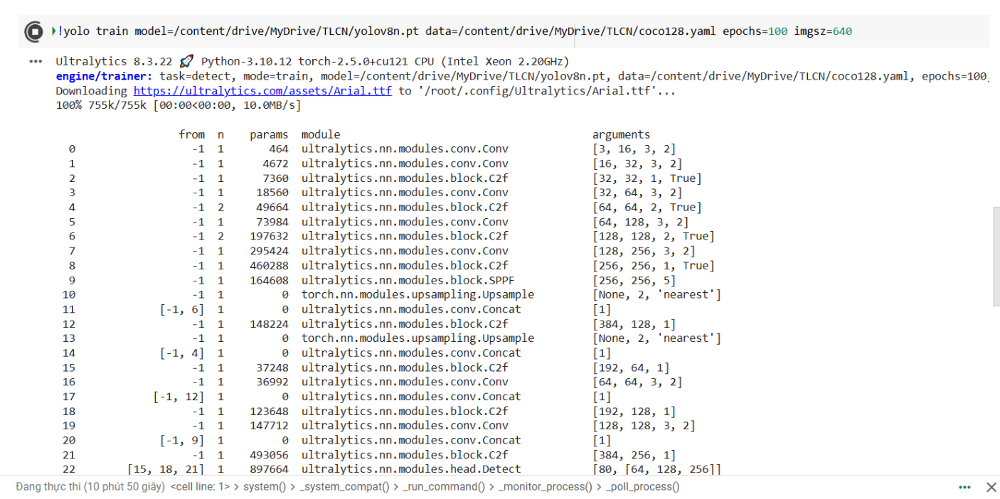 !yolo train model=/content/drive/MyDrive/TLCN/yolov8n.pt data=/content/drive/MyDrive/TLCN/coco128.yaml epochs=100 imgsz=640
Ultralytics 8.3.22 🚀 Python-3.10.12 torch-2.5.0+cu121 CPU (Intel Xeon 2.20GHz)
engine/trainer: task=detect, mode=train, model=/content/drive/MyDrive/TLCN/yolov8n.pt, data=/content/drive/MyDrive/TLCN/coco128.yaml, epochs=100,
Downloading https://ultralytics.com/assets/Arial.ttf to '/root/.config/Ultralytics/Arial.ttf'...
100% 755k/755k [00:00<00:00, 10.0MB/s]
from n params module arguments
0 -1 1 464 ultralytics.nn.modules.conv.Conv [3, 16, 3, 2]
1 -1 1 4672 ultralytics.nn.modules.conv.Conv [16, 32, 3, 2]
2 -1 1 7360 ultralytics.nn.modules.block.C2f [32, 32, 1, True]
3 -1 1 18560 ultralytics.nn.modules.conv.Conv [32, 64, 3, 2]
4 -1 2 49664 ultralytics.nn.modules.block.C2f [64, 64, 2, True]
5 -1 1 73984 ultralytics.nn.modules.conv.Conv [64, 128, 3, 2]
6 -1 2 197632 ultralytics.nn.modules.block.C2f [128, 128, 2, True]
7 -1 1 295424 ultralytics.nn.modules.conv.Conv [128, 256, 3, 2]
8 -1 1 460288 ultralytics.nn.modules.block.C2f [256, 256, 1, True]
9 -1 1 164608 ultralytics.nn.modules.block.SPPF [256, 256, 5]
10 -1 1 0 torch.nn.modules.upsampling.Upsample [None, 2, 'nearest']
11 [-1, 6] 1 0 ultralytics.nn.modules.conv.Concat [1]
12 -1 1 148224 ultralytics.nn.modules.block.C2f [384, 128, 1]
13 -1 1 0 torch.nn.modules.upsampling.Upsample [None, 2, 'nearest']
14 [-1, 4] 1 0 ultralytics.nn.modules.conv.Concat [1]
15 -1 1 37248 ultralytics.nn.modules.block.C2f [192, 64, 1]
16 -1 1 36992 ultralytics.nn.modules.conv.Conv [64, 64, 3, 2]
17 [-1, 12] 1 0 ultralytics.nn.modules.conv.Concat [1]
18 -1 1 123648 ultralytics.nn.modules.block.C2f [192, 128, 1]
19 -1 1 147712 ultralytics.nn.modules.conv.Conv [128, 128, 3, 2]
20 [-1, 9] 1 0 ultralytics.nn.modules.conv.Concat [1]
21 -1 1 493056 ultralytics.nn.modules.block.C2f [384, 256, 1]
22 [15, 18, 21] 1 897664 ultralytics.nn.modules.head.Detect [80, [64, 128, 256]]
Đang thực thi (10 phút 50 giây) <cell line: 1> > system() > _system_compat() > _run_command() > _monitor_process() > _poll_process()